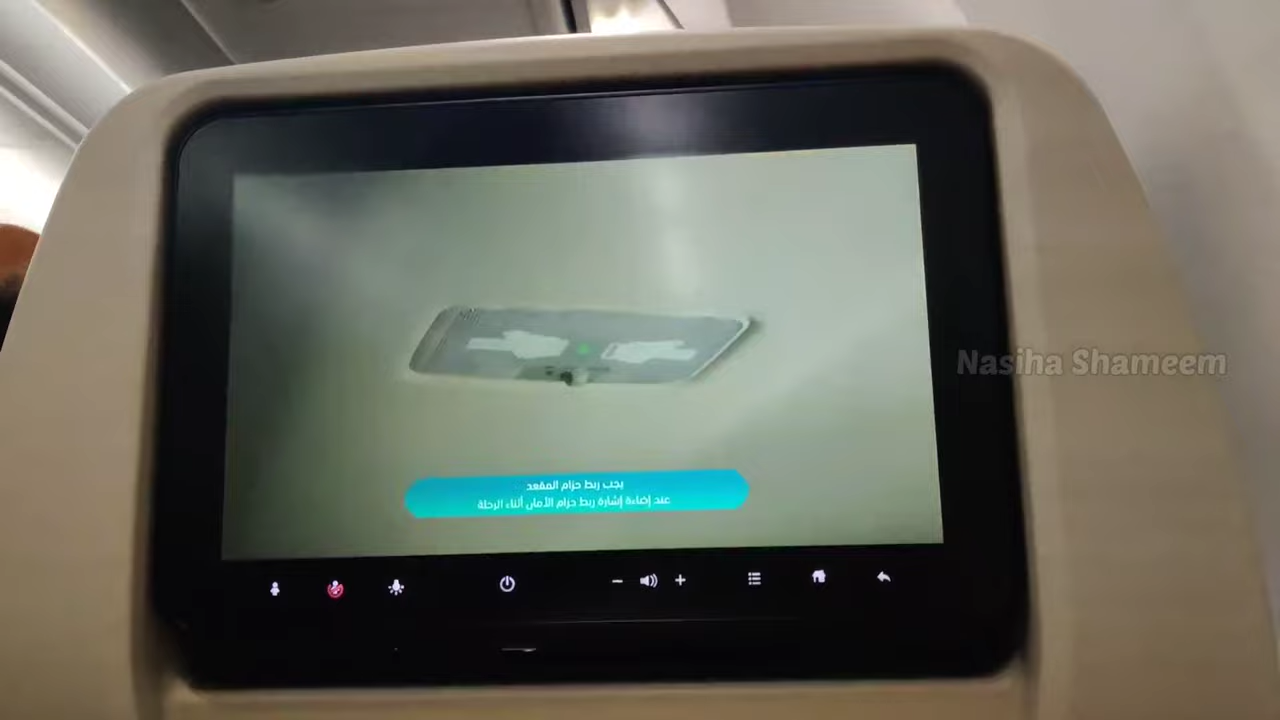 Nasiha Shameem
يجب ربط حزام المقعد
عند إضاءة إشارة ربط حزام الأمان أثناء الرحلة